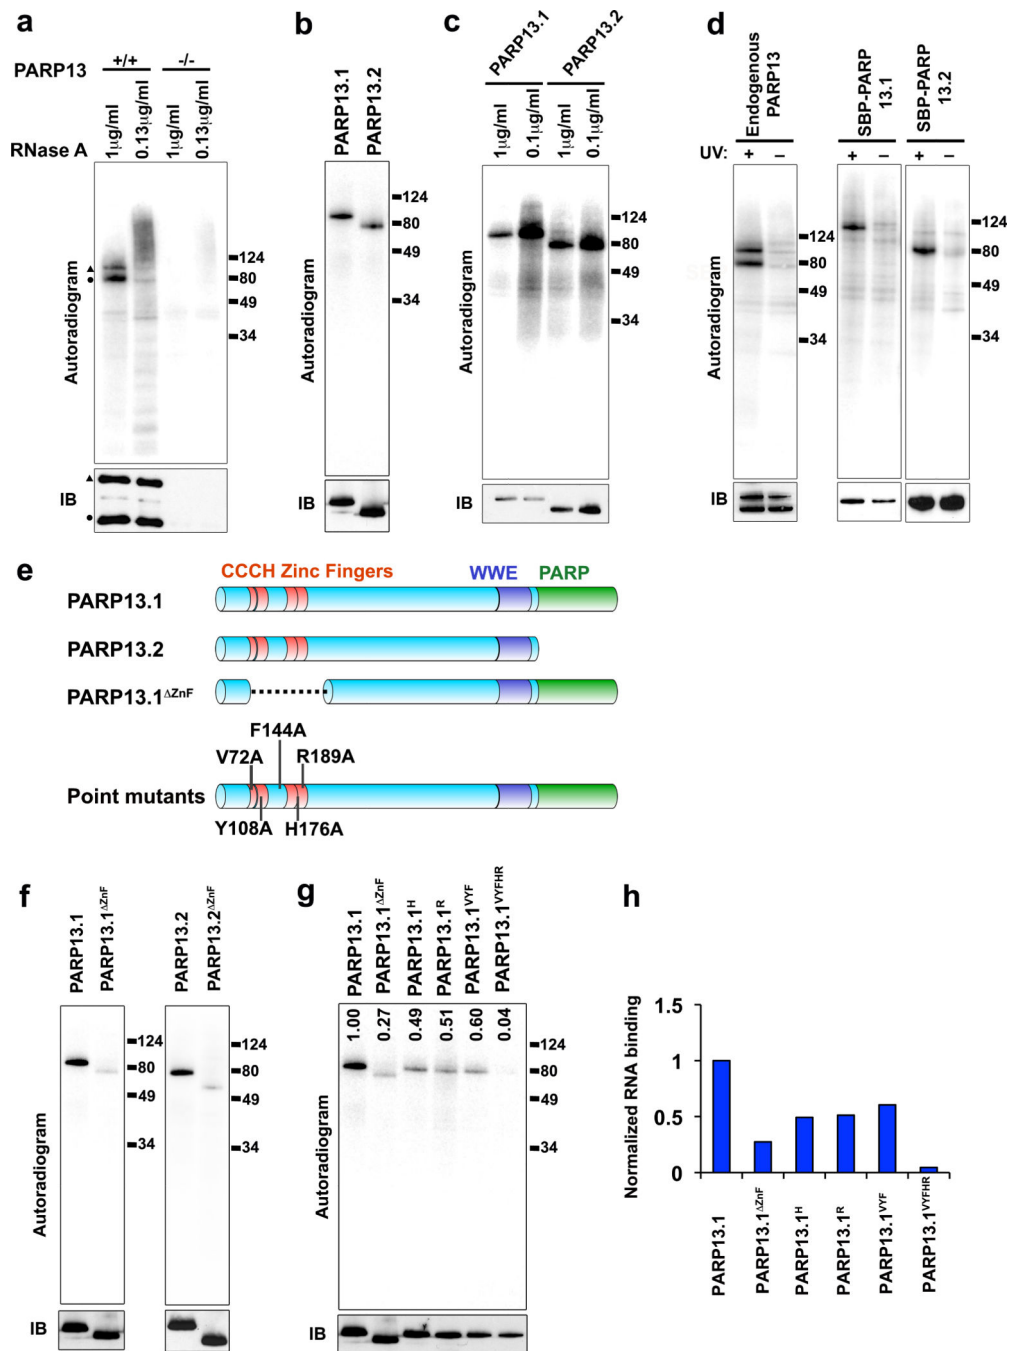 a
PARP13
+/+ -/-
RNase A
1µg/ml 0.13µg/ml 1µg/ml 0.13µg/ml
Autoradiogram
124
80
49
34
IB
b
PARP13.1 PARP13.2
Autoradiogram
124
80
49
34
IB
c
PARP13.1 PARP13.2
1µg/ml 0.1µg/ml 1µg/ml 0.1µg/ml
Autoradiogram
124
80
49
34
IB
d
Endogenous PARP13
SBP-PARP 13.1
SBP-PARP 13.2
UV: + – + – + –
Autoradiogram
124
80
49
34
124
80
49
34
IB
e
CCCH Zinc Fingers WWE PARP
PARP13.1
PARP13.2
PARP13.1ΔZnF
F144A
V72A R189A
Point mutants
Y108A H176A
f
PARP13.1 PARP13.1ΔZnF
PARP13.2 PARP13.2ΔZnF
Autoradiogram
124
80
49
34
124
80
49
34
IB
g
PARP13.1 PARP13.1ΔZnF PARP13.1H PARP13.1R PARP13.1VYF PARP13.1VYFHR
1.00 0.27 0.49 0.51 0.60 0.04
Autoradiogram
124
80
49
34
IB
h
Normalized RNA binding
1.5
1
0.5
0
PARP13.1 PARP13.1ΔZnF PARP13.1H PARP13.1R PARP13.1VYF PARP13.1VYFHR